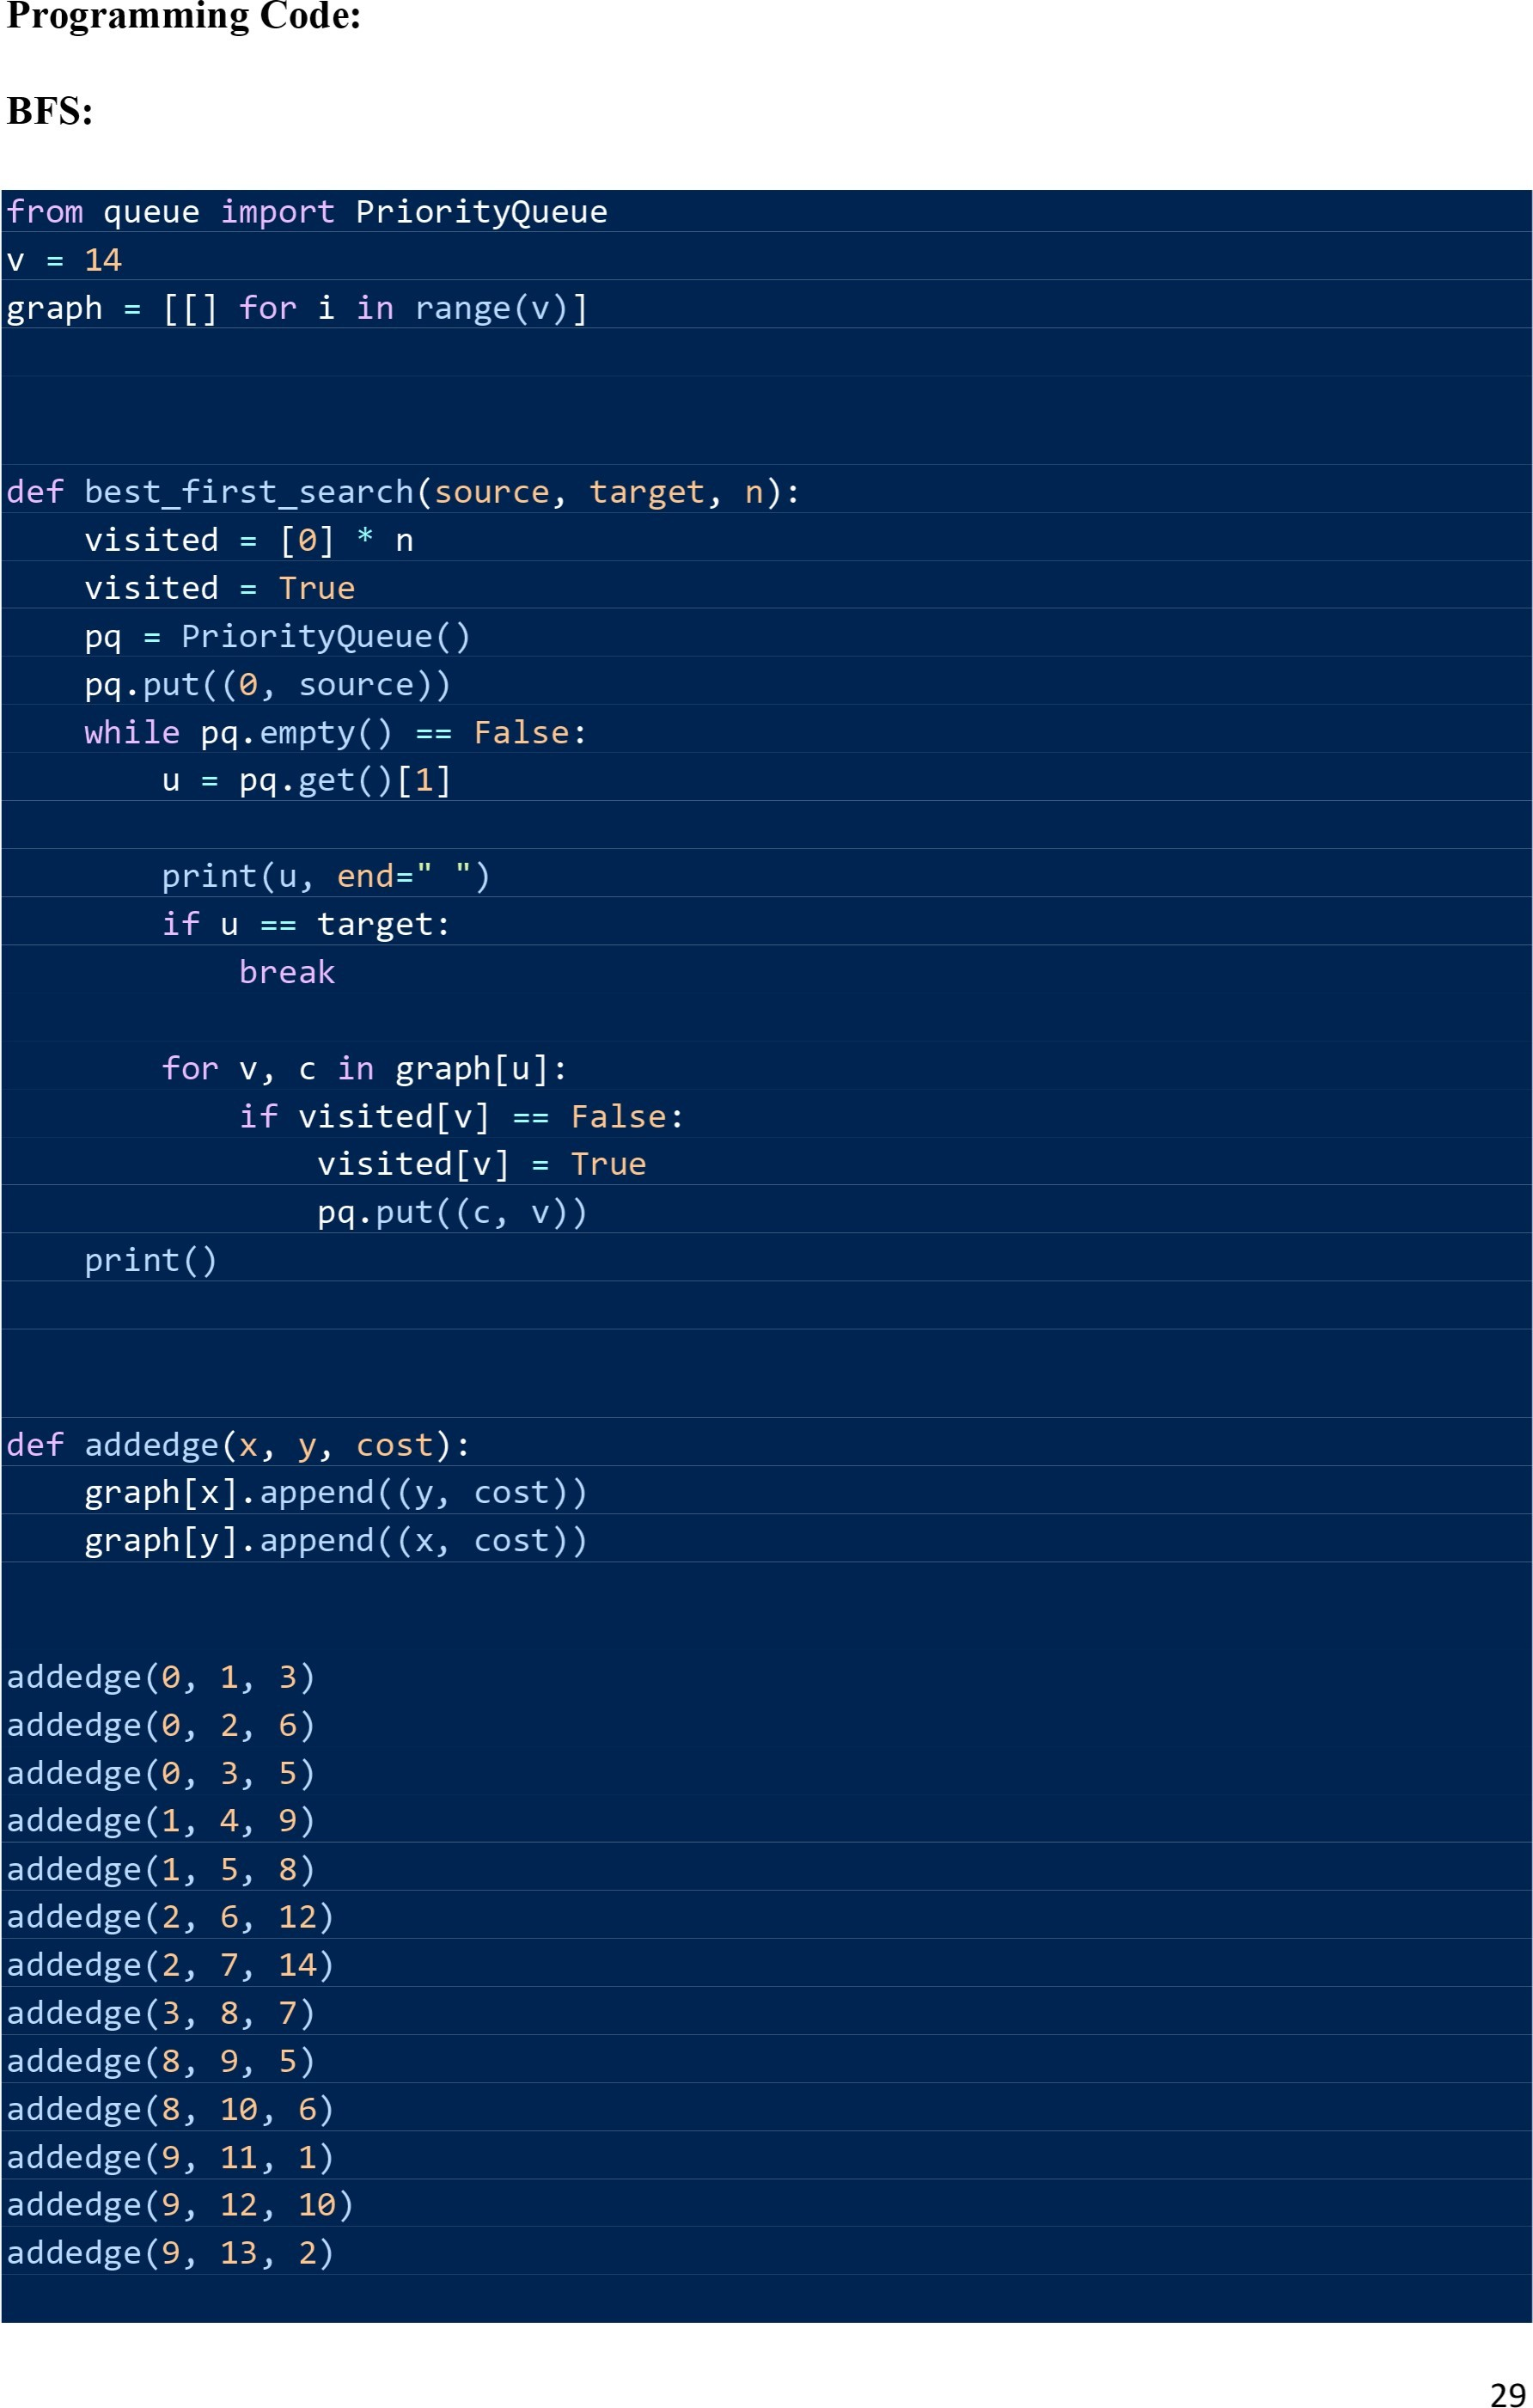 Programming Code:
BFS:
from queue import PriorityQueue
v = 14
graph = [[] for i in range(v)]
def best_first_search(source, target, n):
    visited = [0] * n
    visited = True
    pq = PriorityQueue()
    pq.put((0, source))
    while pq.empty() == False:
        u = pq.get()[1]
        print(u, end=" ")
        if u == target:
            break
        for v, c in graph[u]:
            if visited[v] == False:
                visited[v] = True
                pq.put((c, v))
    print()
def addedge(x, y, cost):
    graph[x].append((y, cost))
    graph[y].append((x, cost))
addedge(0, 1, 3)
addedge(0, 2, 6)
addedge(0, 3, 5)
addedge(1, 4, 9)
addedge(1, 5, 8)
addedge(2, 6, 12)
addedge(2, 7, 14)
addedge(3, 8, 7)
addedge(8, 9, 5)
addedge(8, 10, 6)
addedge(9, 11, 1)
addedge(9, 12, 10)
addedge(9, 13, 2)
29